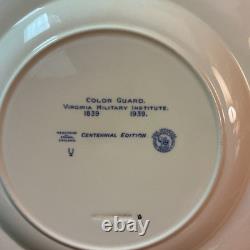 COLOR GUARD.
VIRGINIA MILITARY INSTITUTE.
1839 1939.
CENTENNIAL EDITION